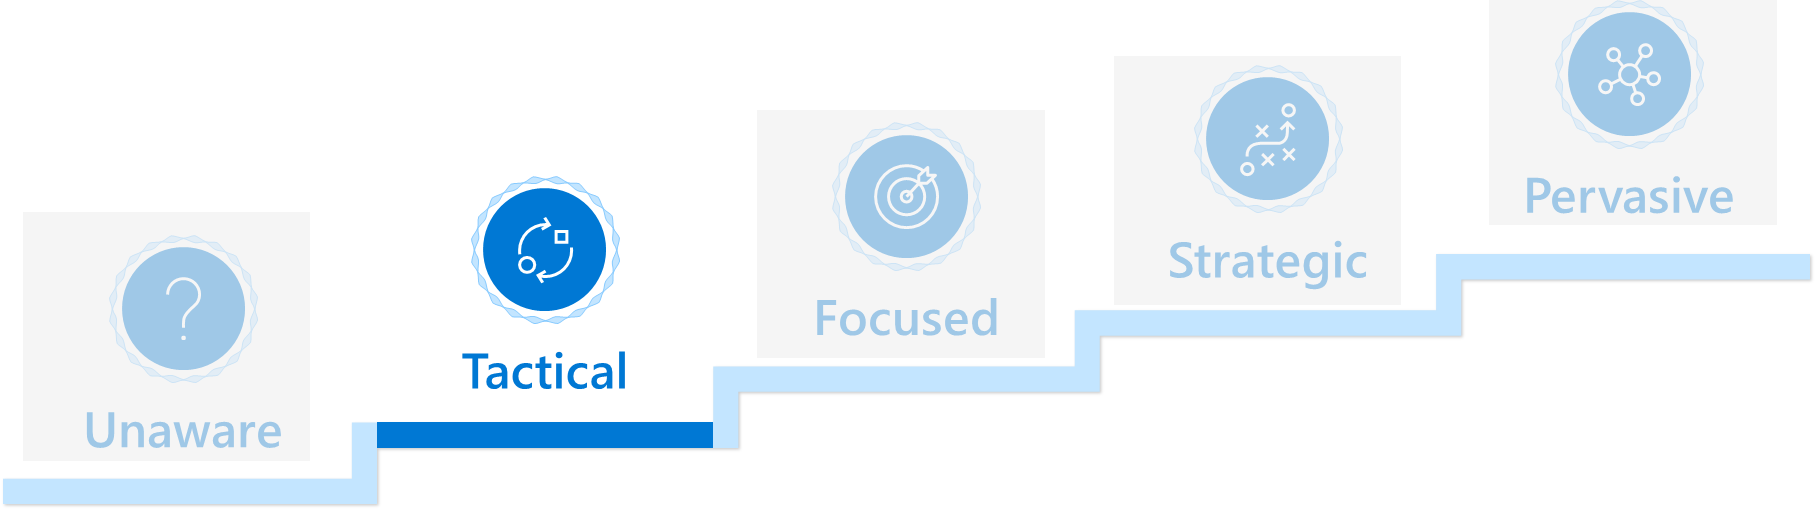 Unaware
Tactical
Focused
Strategic
Pervasive